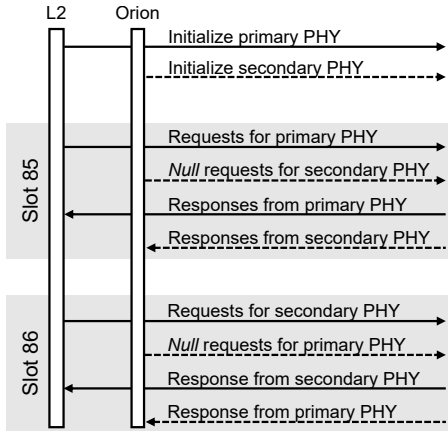 L2 Orion
Initialize primary PHY
Initialize secondary PHY
Slot 85
Requests for primary PHY
Null requests for secondary PHY
Responses from primary PHY
Responses from secondary PHY
Slot 86
Requests for secondary PHY
Null requests for primary PHY
Response from secondary PHY
Response from primary PHY